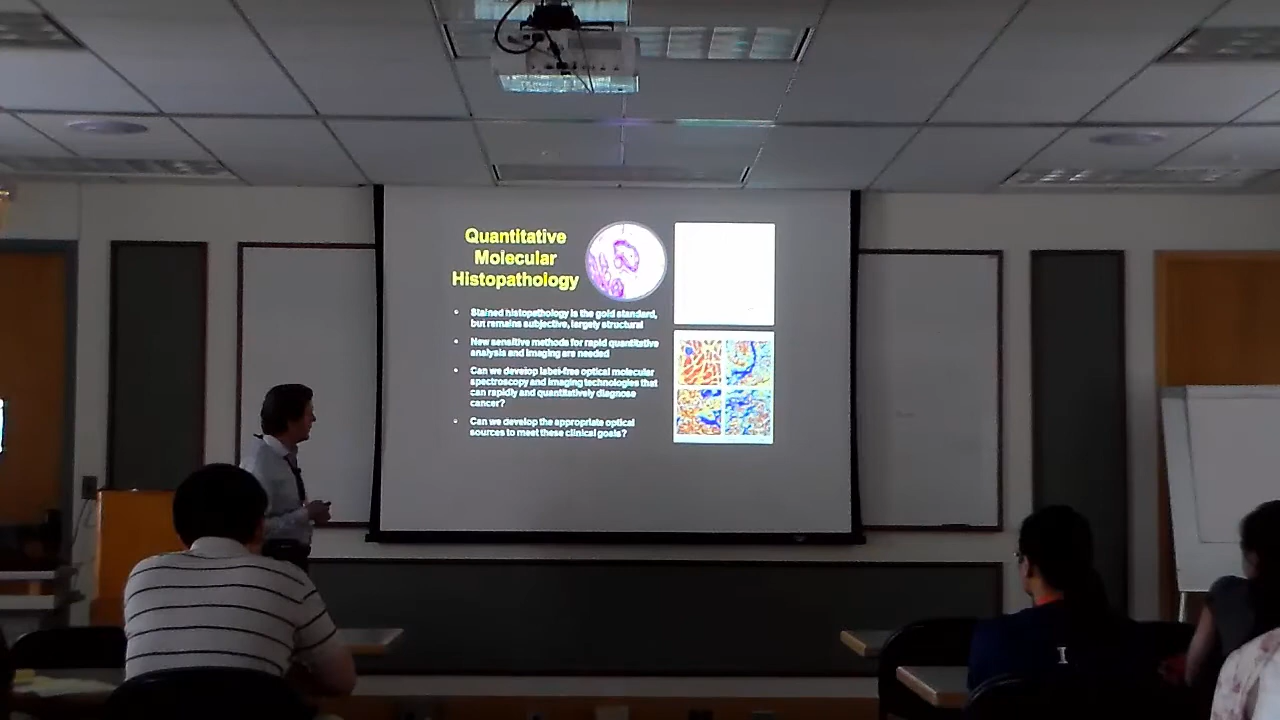 Quantitative
Molecular
Histopathology
• Stained histopathology is the gold standard,
but remains subjective, largely structural
• New sensitive methods for rapid quantitative
analysis and imaging are needed
• Can we develop label-free optical molecular
spectroscopy and imaging technologies that
can rapidly and quantitatively diagnose
cancer?
• Can we develop the appropriate optical
sources to meet these clinical goals?
I